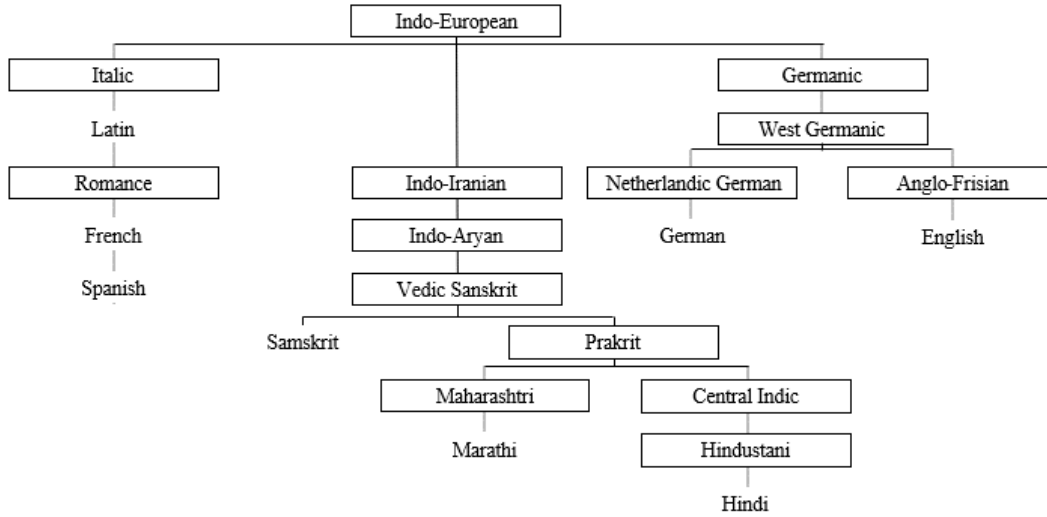 Indo-European
Italic
Germanic
Latin
West Germanic
Romance
Indo-Iranian
Netherlandic German
Anglo-Frisian
French
Indo-Aryan
German
English
Spanish
Vedic Sanskrit
Samskrit
Prakrit
Maharashtri
Central Indic
Marathi
Hindustani
Hindi